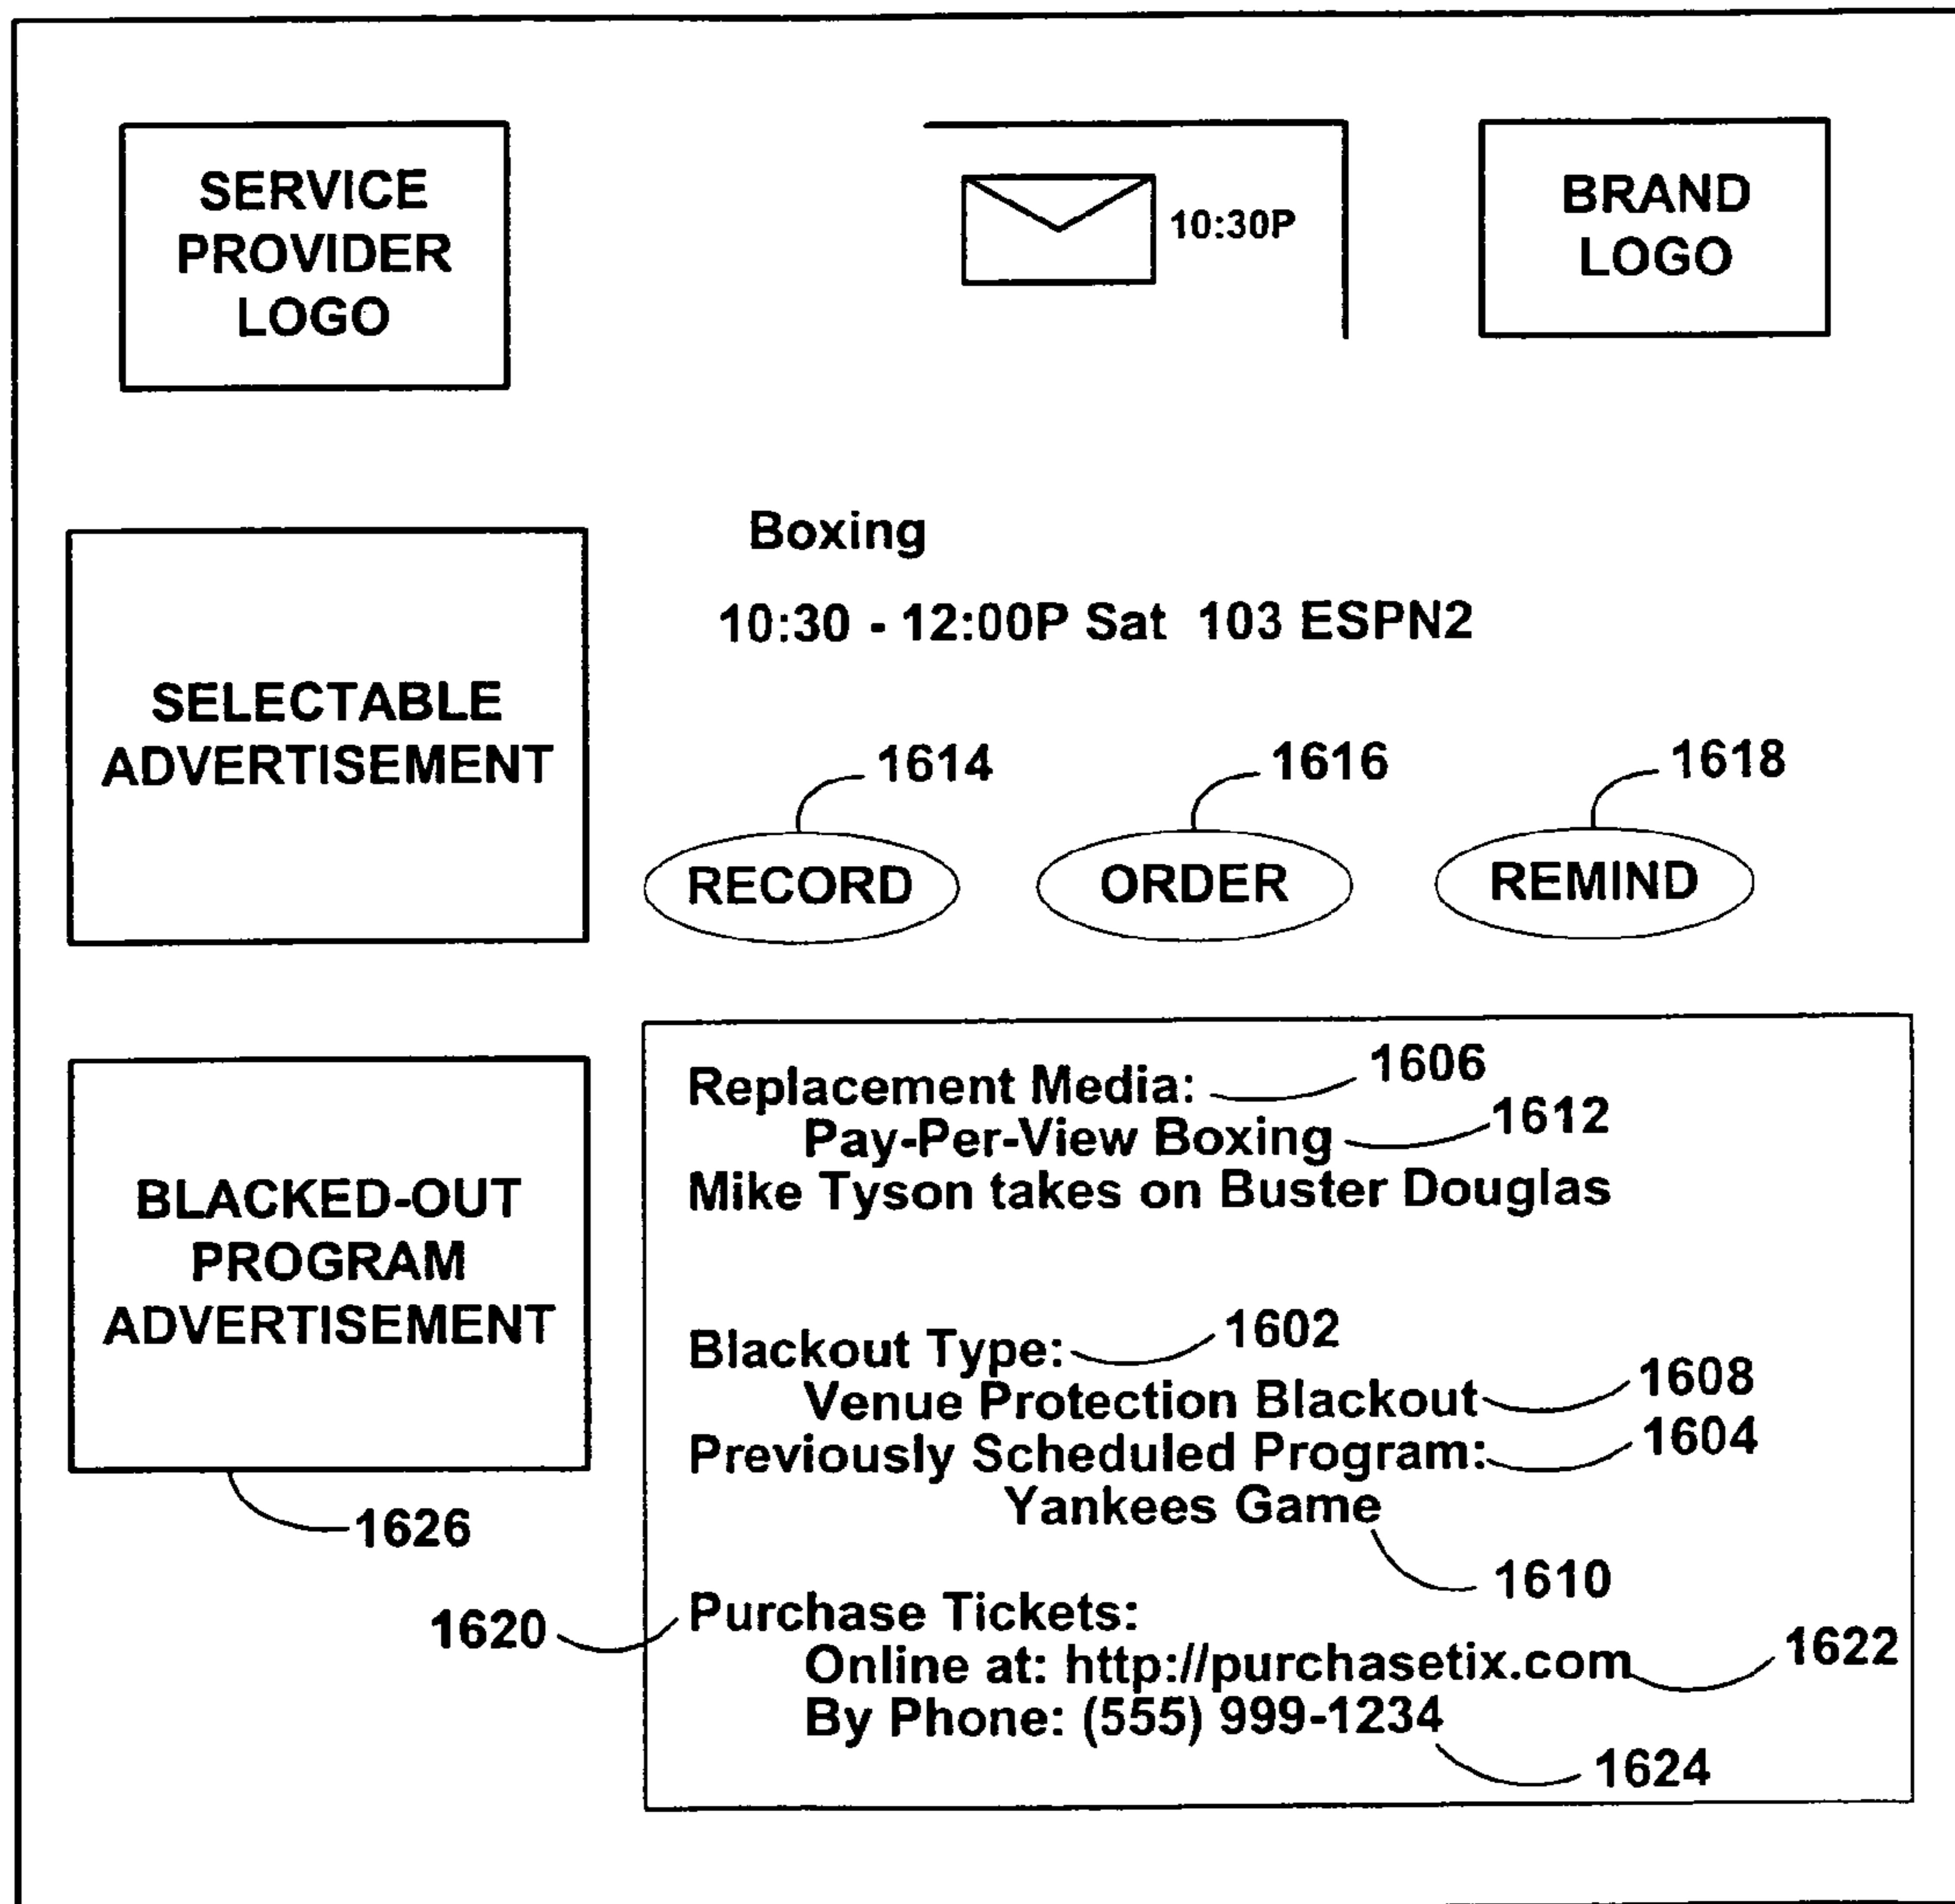 SERVICE
PROVIDER
LOGO
10:30P
BRAND
LOGO
Boxing
10:30 - 12:00P Sat 103 ESPN2
SELECTABLE
ADVERTISEMENT
1614
1616
1618
RECORD
ORDER
REMIND
BLACKED-OUT
PROGRAM
ADVERTISEMENT
1626
Replacement Media: 1606
Pay-Per-View Boxing 1612
Mike Tyson takes on Buster Douglas
Blackout Type: 1602
Venue Protection Blackout 1608
Previously Scheduled Program: 1604
Yankees Game
1610
1620 Purchase Tickets:
Online at: http://purchasetix.com 1622
By Phone: (555) 999-1234
1624